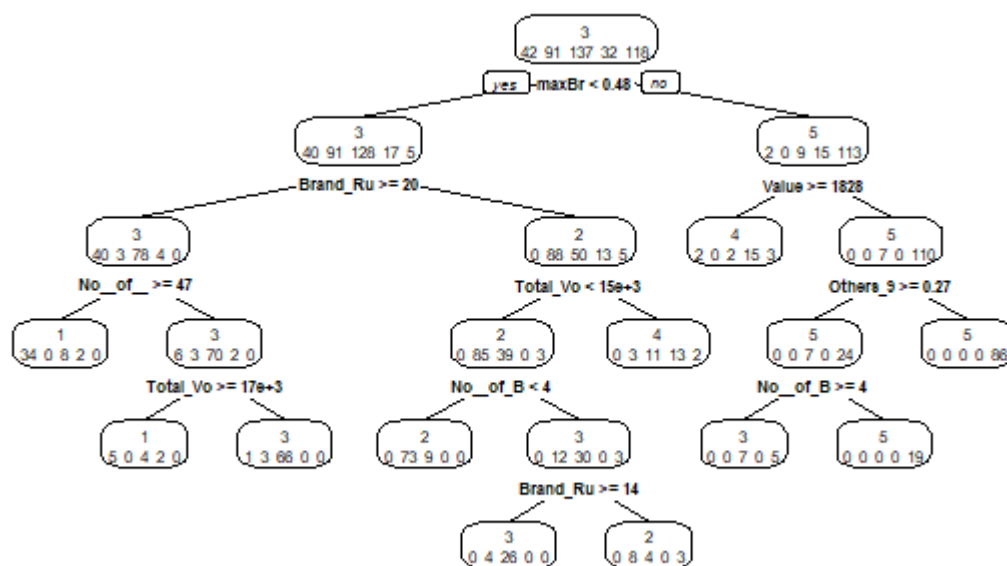 3
42 91 137 32 118
yes maxBr < 0.48 no
3
40 91 128 17 5
5
2 0 9 15 113
Brand_Ru >= 20
Value >= 1828
3
40 3 78 4 0
2
0 88 50 13 5
4
2 0 2 15 3
5
0 0 7 0 110
No__of__ >= 47
Total_Vo < 15e+3
Others_9 >= 0.27
1
34 0 8 2 0
3
6 3 70 2 0
2
0 85 39 0 3
4
0 3 11 13 2
5
0 0 7 0 24
5
0 0 0 0 86
Total_Vo >= 17e+3
No__of_B < 4
No__of_B >= 4
1
5 0 4 2 0
3
1 3 66 0 0
2
0 73 9 0 0
3
0 12 30 0 3
3
0 0 7 0 5
5
0 0 0 0 19
Brand_Ru >= 14
3
0 4 26 0 0
2
0 8 4 0 3